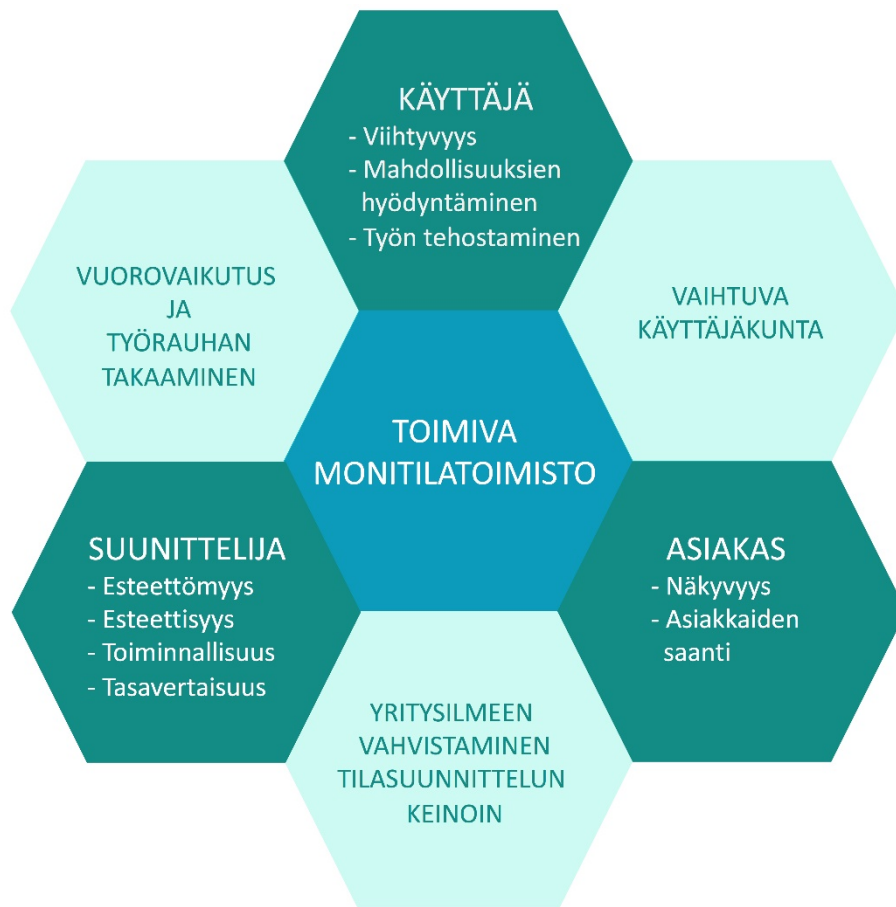 KÄYTTÄJÄ
- Viihtyvyys
- Mahdollisuuksien
hyödyntäminen
- Työn tehostaminen
VUOROVAIKUTUS
JA
TYÖRAUHAN
TAKAAMINEN
VAIHTUVA
KÄYTTÄJÄKUNTA
TOIMIVA
MONITILATOIMISTO
SUUNITTELIJA
- Esteettömyys
- Esteettisyys
- Toiminnallisuus
- Tasavertaisuus
ASIAKAS
- Näkyvyys
- Asiakkaiden
saanti
YRITYSILMEEN
VAHVISTAMINEN
TILASUUNNITTELUN
KEINOIN